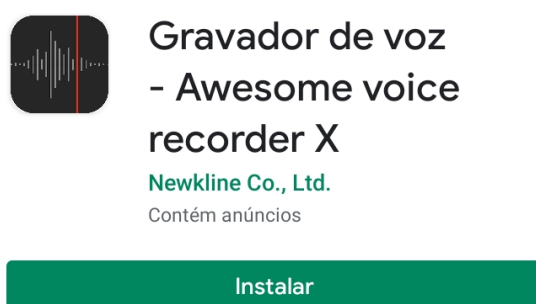 Gravador de voz
- Awesome voice
recorder X
Newkline Co., Ltd.
Contém anúncios
Instalar